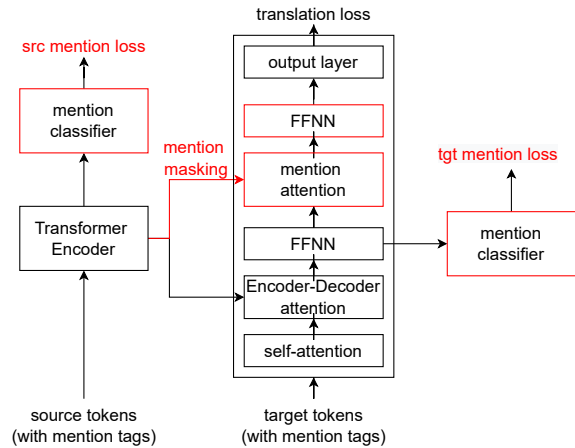 translation loss
src mention loss
output layer
mention
classifier
FFNN
mention
masking
mention
attention
tgt mention loss
Transformer
Encoder
FFNN
mention
classifier
Encoder-Decoder
attention
self-attention
source tokens
(with mention tags)
target tokens
(with mention tags)